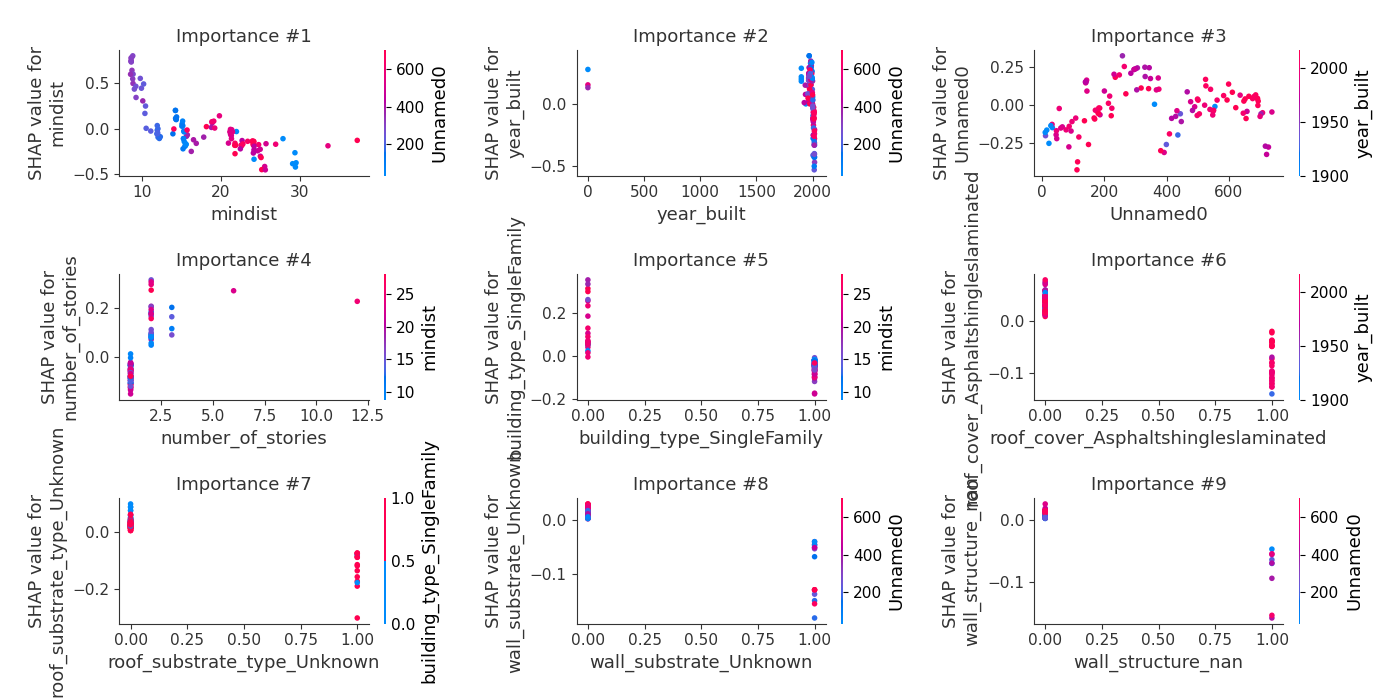 Importance #1
SHAP value for
mindist
0.5
0.0
−0.5
10
20
30
mindist
600
400
200
Unnamed0
Importance #2
SHAP value for
year_built
0.0
−0.5
0
500
1000
1500
2000
year_built
600
400
200
Unnamed0
Importance #3
SHAP value for
Unnamed0
0.25
0.00
−0.25
0
200
400
600
Unnamed0
2000
1950
1900
year_built
Importance #4
SHAP value for
number_of_stories
0.2
0.0
2.5
5.0
7.5
10.0
12.5
number_of_stories
25
20
15
10
mindist
Importance #5
SHAP value for
building_type_SingleFamily
0.2
0.0
−0.2
0.00
0.25
0.50
0.75
1.00
building_type_SingleFamily
25
20
15
10
mindist
Importance #6
SHAP value for
roof_cover_Asphaltshingleslaminated
0.0
−0.1
0.00
0.25
0.50
0.75
1.00
roof_cover_Asphaltshingleslaminated
2000
1950
1900
year_built
Importance #7
SHAP value for
roof_substrate_type_Unknown
0.0
−0.2
0.00
0.25
0.50
0.75
1.00
roof_substrate_type_Unknown
1.0
0.5
0.0
building_type_SingleFamily
Importance #8
SHAP value for
wall_substrate_Unknown
0.0
−0.1
0.00
0.25
0.50
0.75
1.00
wall_substrate_Unknown
600
400
200
Unnamed0
Importance #9
SHAP value for
wall_structure_nan
0.0
−0.1
0.00
0.25
0.50
0.75
1.00
wall_structure_nan
600
400
200
Unnamed0